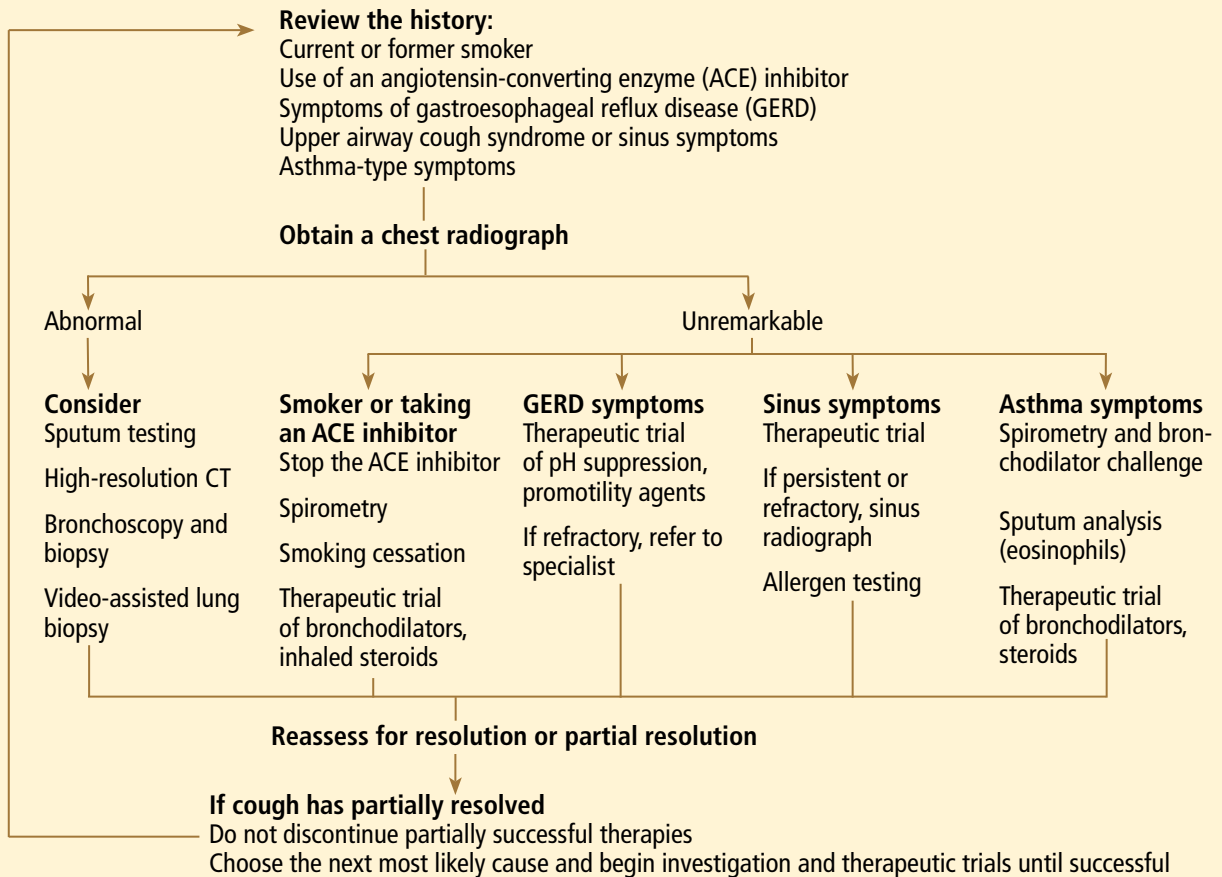 Review the history:
Current or former smoker
Use of an angiotensin-converting enzyme (ACE) inhibitor
Symptoms of gastroesophageal reflux disease (GERD)
Upper airway cough syndrome or sinus symptoms
Asthma-type symptoms
Obtain a chest radiograph
Abnormal
Unremarkable
Consider
Sputum testing
High-resolution CT
Bronchoscopy and
biopsy
Video-assisted lung
biopsy
Smoker or taking
an ACE inhibitor
Stop the ACE inhibitor
Spirometry
Smoking cessation
Therapeutic trial
of bronchodilators,
inhaled steroids
GERD symptoms
Therapeutic trial
of pH suppression,
promotility agents
If refractory, refer to
specialist
Sinus symptoms
Therapeutic trial
If persistent or
refractory, sinus
radiograph
Allergen testing
Asthma symptoms
Spirometry and bron-
chodilator challenge
Sputum analysis
(eosinophils)
Therapeutic trial
of bronchodilators,
steroids
Reassess for resolution or partial resolution
If cough has partially resolved
Do not discontinue partially successful therapies
Choose the next most likely cause and begin investigation and therapeutic trials until successful